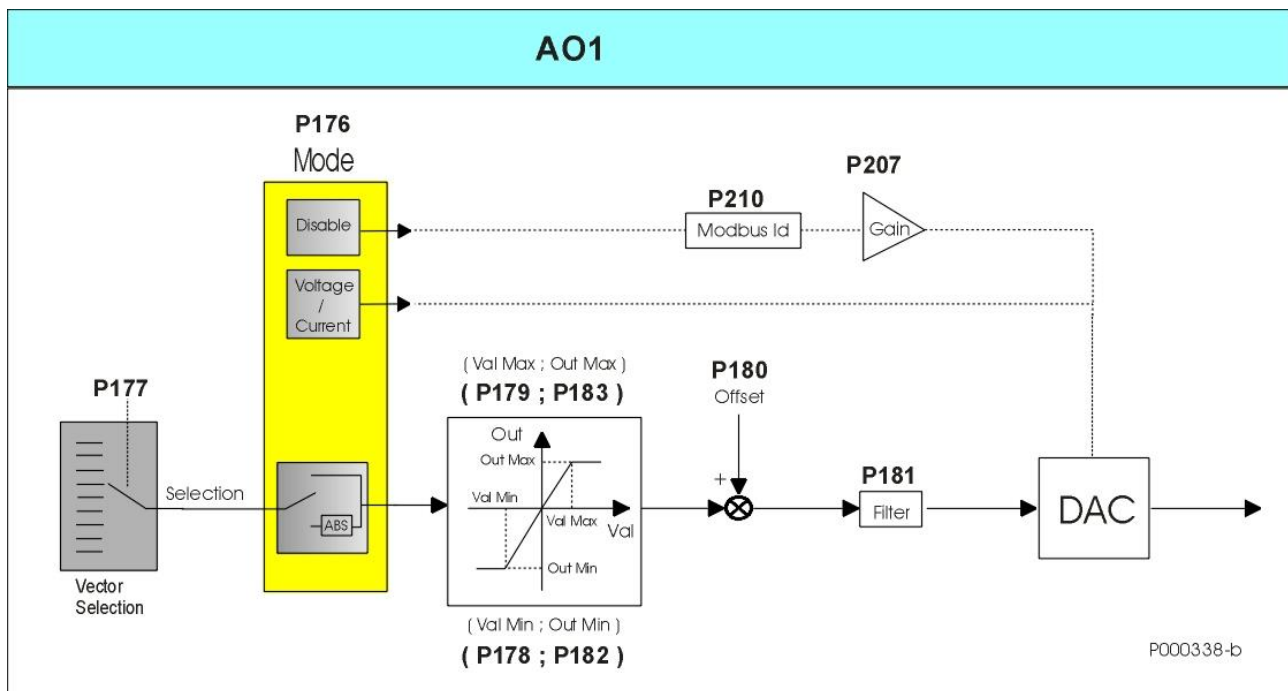 AO1
P176
Mode
P207
P210
Disable
Modbus Id
Gain
Voltage
/
Current
( Val Max ; Out Max )
( P179 ; P183 )
P180
Offset
P177
Out
Out Max
Val Min
Val Max
Val
Out Min
Selection
ABS
+
P181
Filter
DAC
Vector
Selection
( Val Min ; Out Min )
( P178 ; P182 )
P000338-b